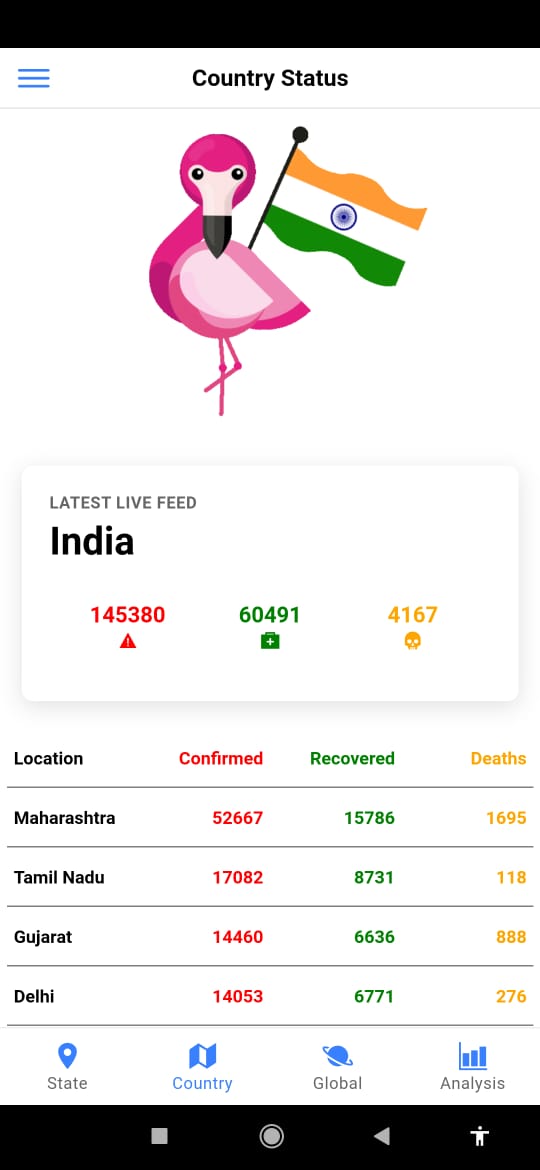 Country Status
LATEST LIVE FEED
India
145380 60491 4167
Location Confirmed Recovered Deaths
Maharashtra 52667 15786 1695
Tamil Nadu 17082 8731 118
Gujarat 14460 6636 888
Delhi 14053 6771 276
State Country Global Analysis